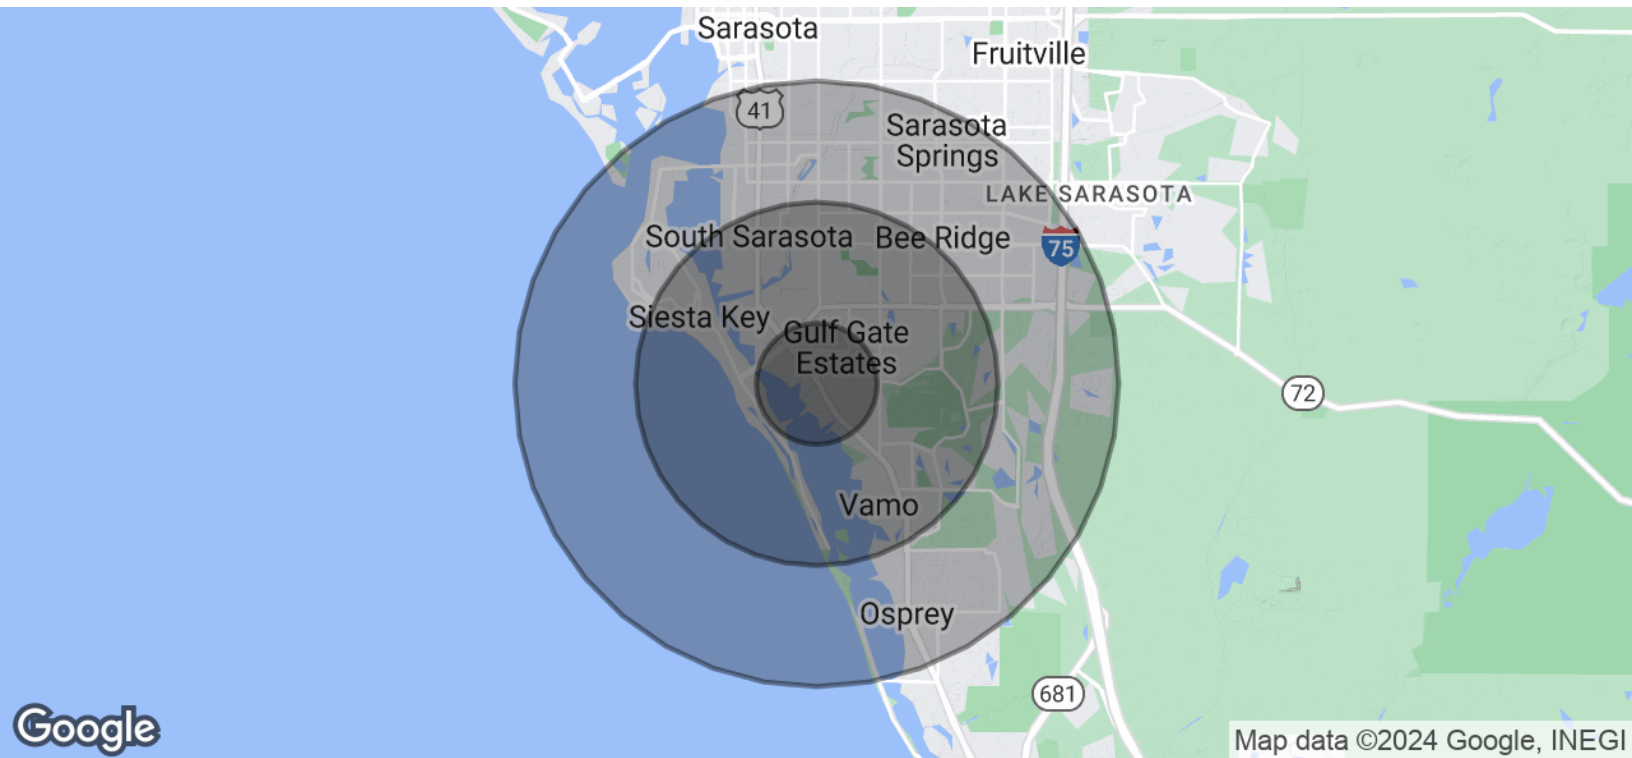 Sarasota
Fruitville
41
Sarasota
Springs
LAKE SARASOTA
South Sarasota
Bee Ridge
75
Siesta Key
Gulf Gate
Estates
72
Vamo
Osprey
681
Google
Map data ©2024 Google, INEGI